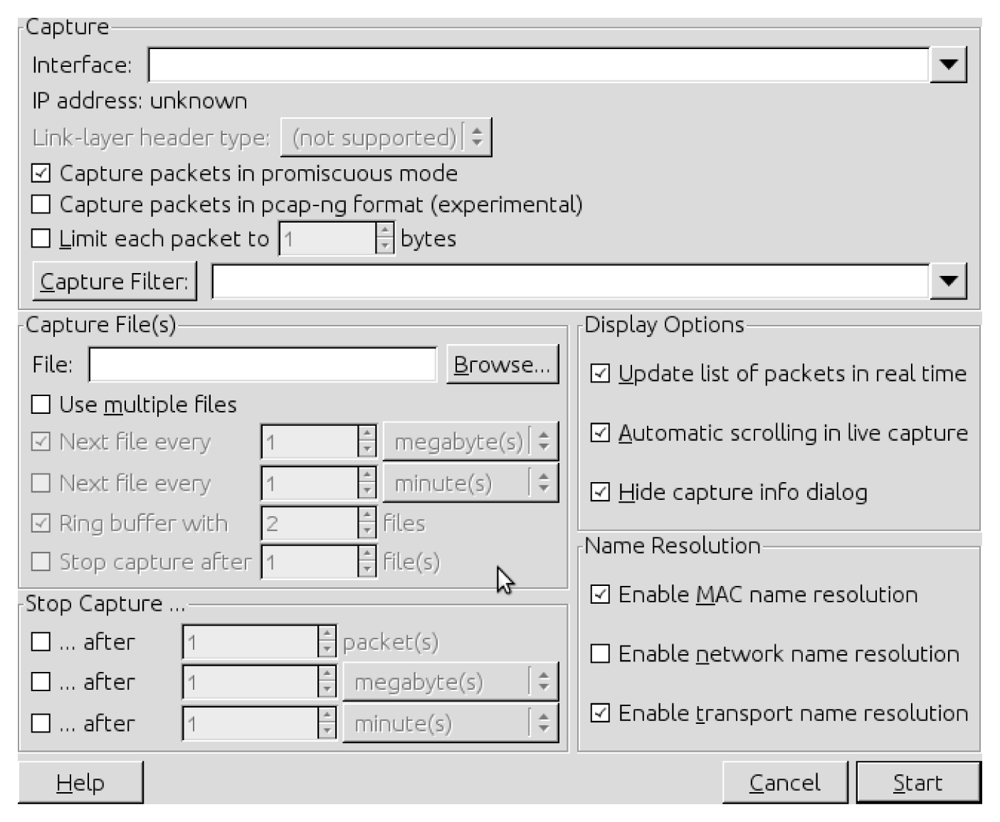 Capture
Interface:
IP address: unknown
Link-layer header type: (not supported)
Capture packets in promiscuous mode
Capture packets in pcap-ng format (experimental)
Limit each packet to 1 bytes
Capture Filter:
Capture File(s)
File: Browse...
Use multiple files
Next file every 1 megabyte(s)
Next file every 1 minute(s)
Ring buffer with 2 files
Stop capture after 1 file(s)
Stop Capture ...
... after 1 packet(s)
... after 1 megabyte(s)
... after 1 minute(s)
Display Options
Update list of packets in real time
Automatic scrolling in live capture
Hide capture info dialog
Name Resolution
Enable MAC name resolution
Enable network name resolution
Enable transport name resolution
Help Cancel Start